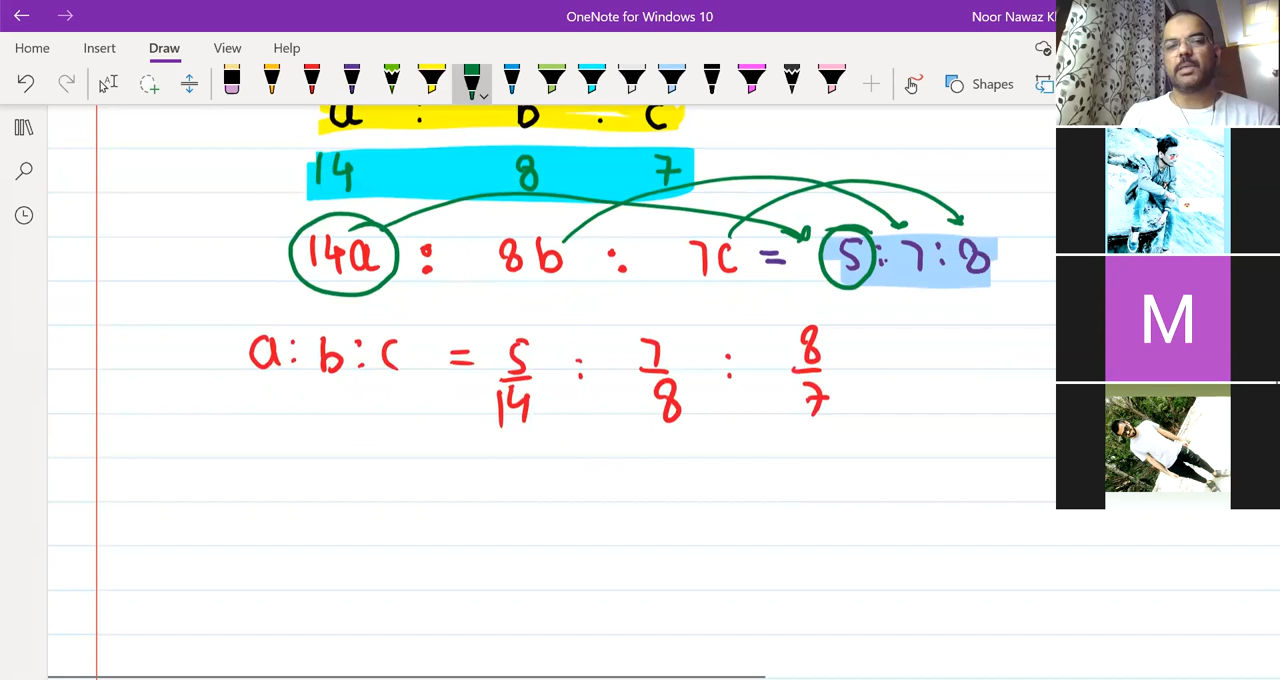 OneNote for Windows 10
Noor Nawaz Kh
Home Insert Draw View Help
Shapes
a : b : c
14 8 7
14a : 8b : 7c = 5 : 7 : 8
a : b : c = 5/14 : 7/8 : 8/7
M